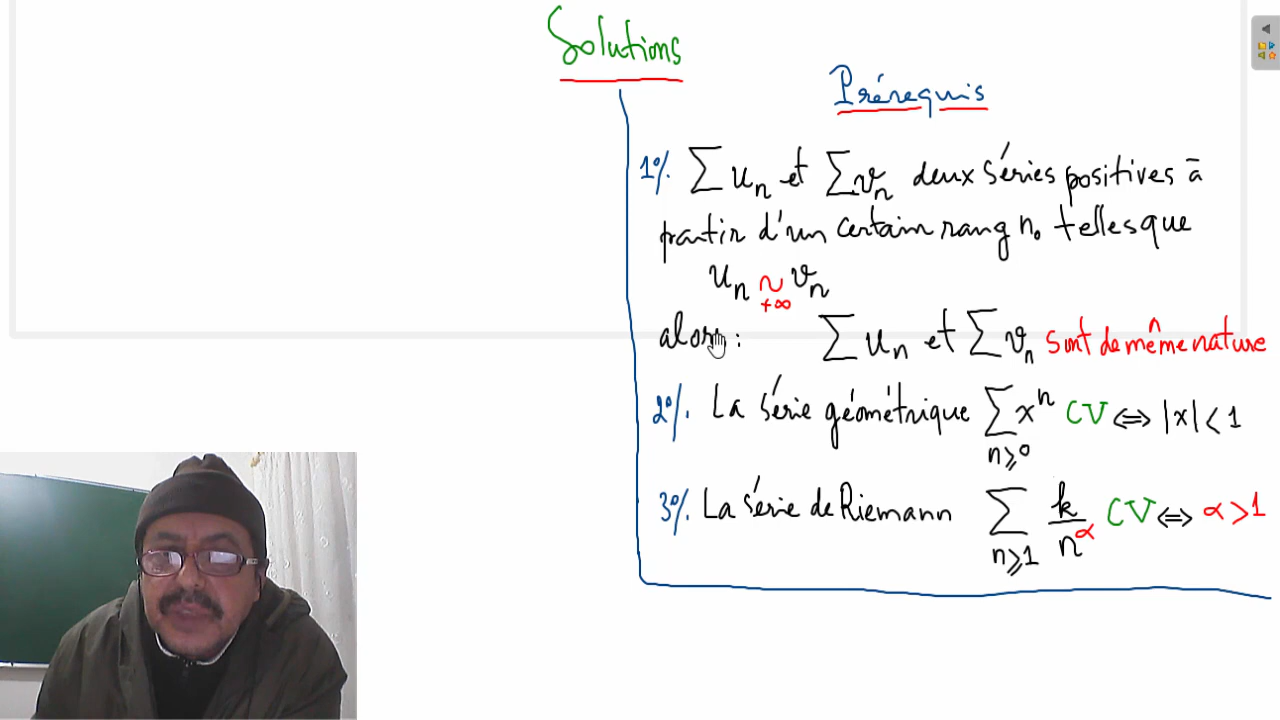 Solutions
Prérequis
1°/. ∑ uₙ et ∑ vₙ deux séries positives à
partir d'un certain rang n₀ telles que
uₙ ~ vₙ
+∞
alors : ∑ uₙ et ∑ vₙ sont de même nature
2°/. La série géométrique ∑ xⁿ CV ⟺ |x| < 1
n⩾0
3°/. La série de Riemann ∑ k/n^α CV ⟺ α > 1
n⩾1